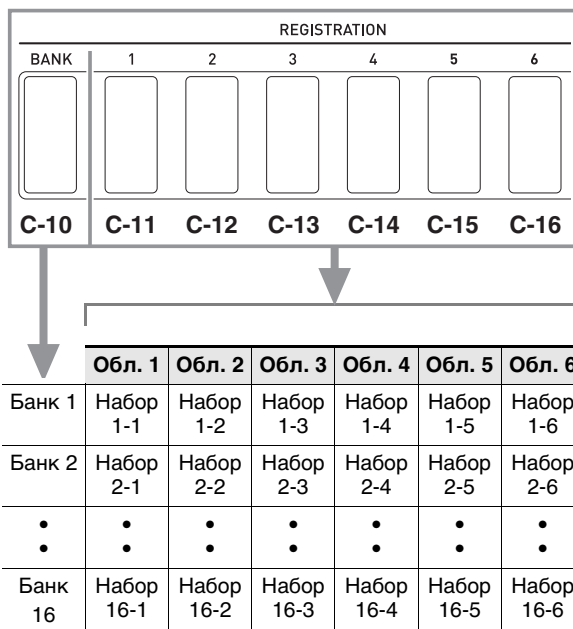 REGISTRATION
BANK 1 2 3 4 5 6
C-10 C-11 C-12 C-13 C-14 C-15 C-16
Обл. 1 Обл. 2 Обл. 3 Обл. 4 Обл. 5 Обл. 6
Банк 1 Набор Набор Набор Набор Набор Набор
1-1 1-2 1-3 1-4 1-5 1-6
Банк 2 Набор Набор Набор Набор Набор Набор
2-1 2-2 2-3 2-4 2-5 2-6
Банк Набор Набор Набор Набор Набор Набор
16 16-1 16-2 16-3 16-4 16-5 16-6